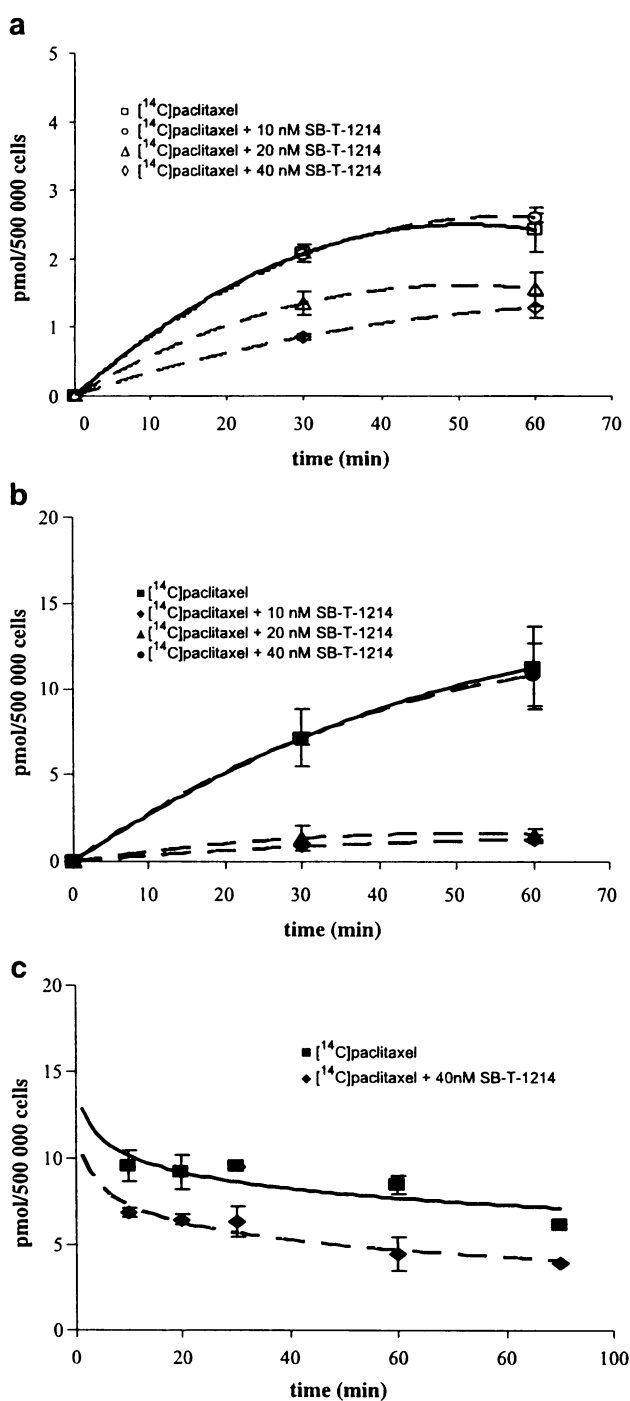 a
pmol/500 000 cells
5
4
3
2
1
0
[¹⁴C]paclitaxel
[¹⁴C]paclitaxel + 10 nM SB-T-1214
[¹⁴C]paclitaxel + 20 nM SB-T-1214
[¹⁴C]paclitaxel + 40 nM SB-T-1214
0 10 20 30 40 50 60 70
time (min)
b
pmol/500 000 cells
20
15
10
5
0
[¹⁴C]paclitaxel
[¹⁴C]paclitaxel + 10 nM SB-T-1214
[¹⁴C]paclitaxel + 20 nM SB-T-1214
[¹⁴C]paclitaxel + 40 nM SB-T-1214
0 10 20 30 40 50 60 70
time (min)
c
pmol/500 000 cells
20
15
10
5
0
[¹⁴C]paclitaxel
[¹⁴C]paclitaxel + 40nM SB-T-1214
0 20 40 60 60 100
time (min)